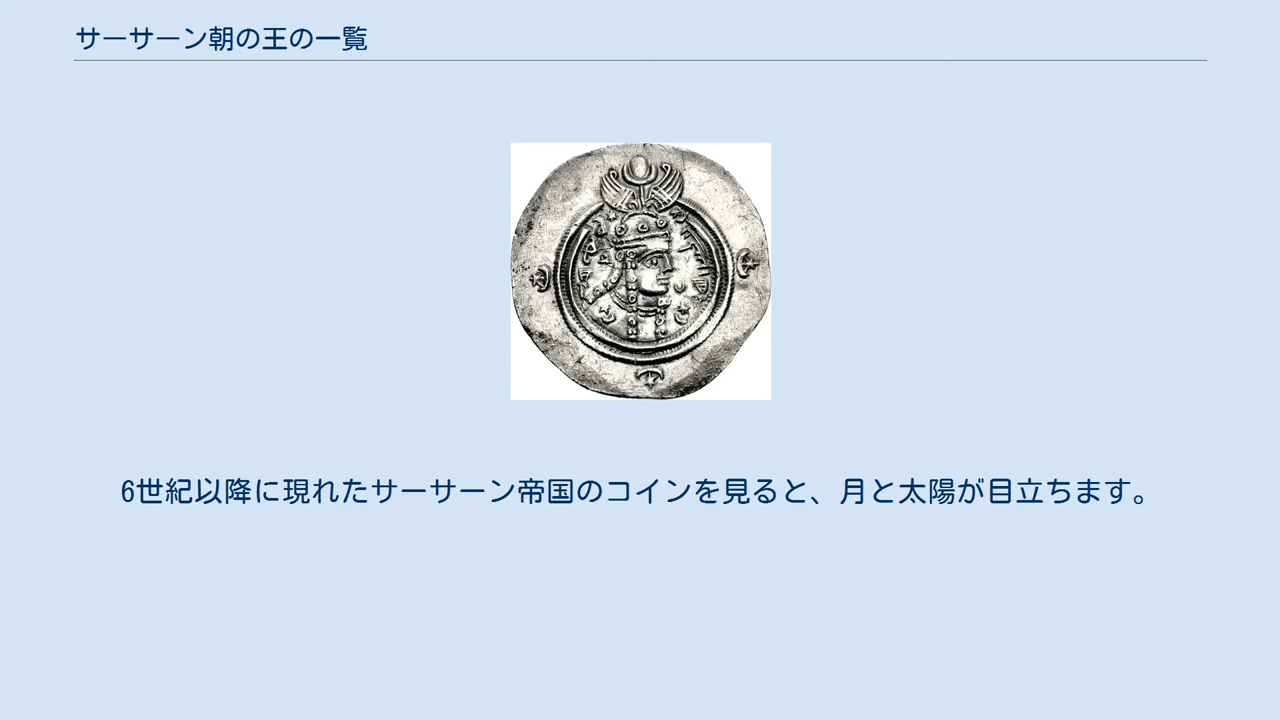 サーサーン朝の王の一覧
6世紀以降に現れたサーサーン帝国のコインを見ると、月と太陽が目立ちます。